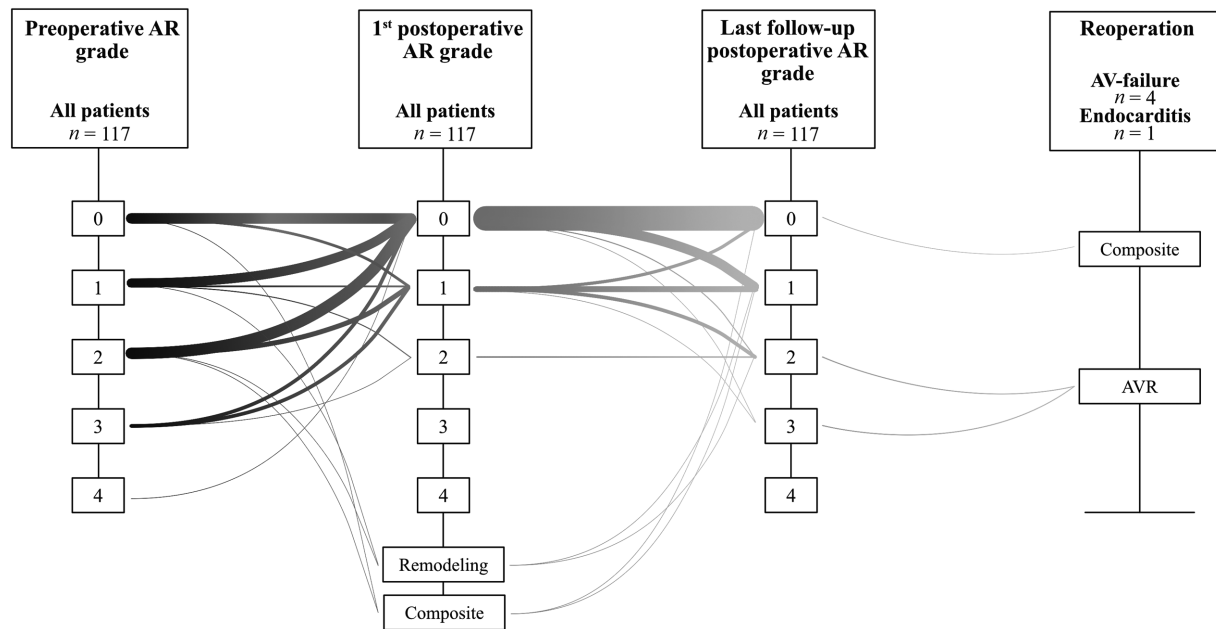 Preoperative AR
grade
All patients
n = 117
0
1
2
3
4
1st postoperative
AR grade
All patients
n = 117
0
1
2
3
4
Remodeling
Composite
Last follow-up
postoperative AR
grade
All patients
n = 117
0
1
2
3
4
Reoperation
AV-failure
n = 4
Endocarditis
n = 1
Composite
AVR